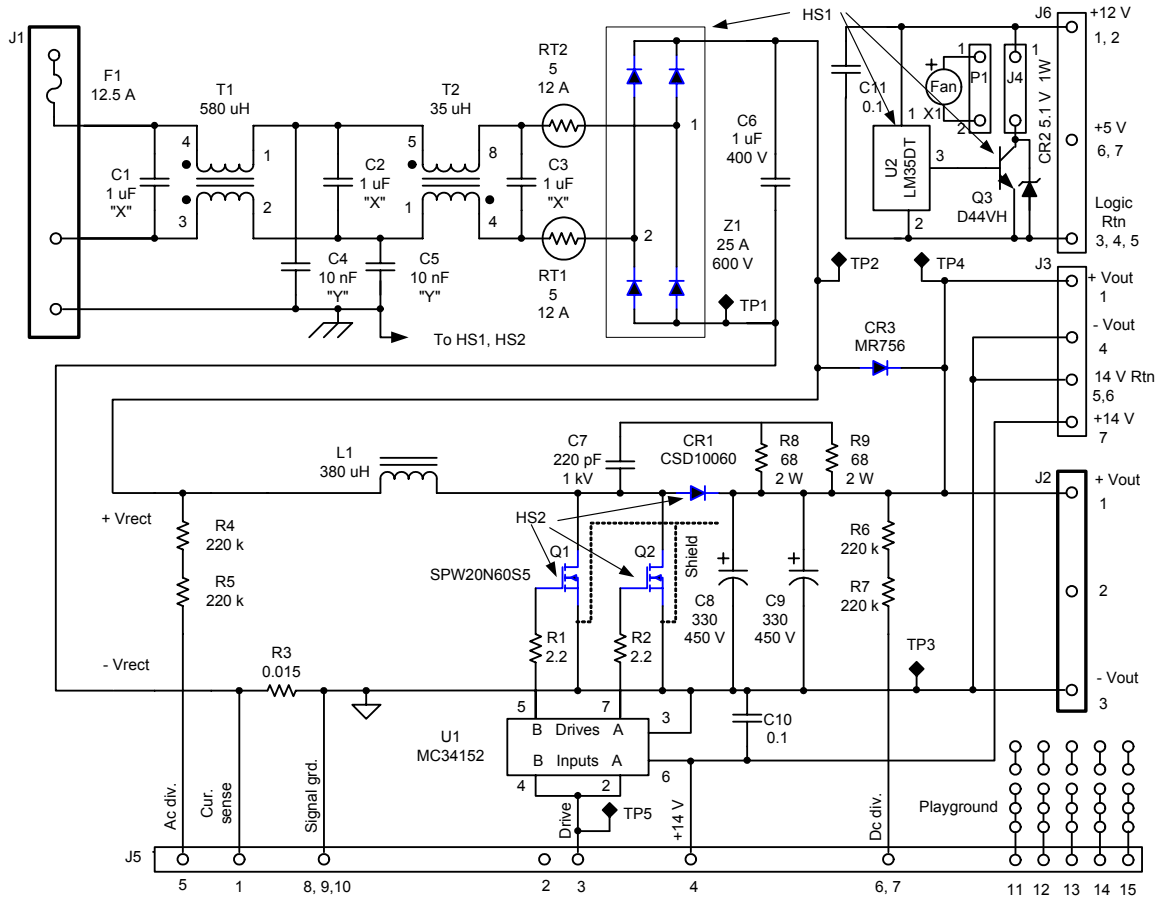 J1
F1
12.5 A
T1
580 uH
4
1
3
2
C1
1 uF
"X"
C2
1 uF
"X"
C4
10 nF
"Y"
C5
10 nF
"Y"
To HS1, HS2
T2
35 uH
5
8
1
4
C3
1 uF
"X"
RT2
5
12 A
RT1
5
12 A
HS1
1
2
Z1
25 A
600 V
TP1
C6
1 uF
400 V
C11
0.1
U2
LM35DT
1
3
2
+
Fan
X1
1
P1
2
1
J4
CR2 5.1 V 1W
Q3
D44VH
J6
+12 V
1, 2
+5 V
6, 7
Logic
Rtn
3, 4, 5
TP2
TP4
J3
+ Vout
1
- Vout
4
14 V Rtn
5,6
+14 V
7
CR3
MR756
L1
380 uH
C7
220 pF
1 kV
CR1
CSD10060
R8
68
2 W
R9
68
2 W
J2
+ Vout
1
2
- Vout
3
+ Vrect
R4
220 k
R5
220 k
- Vrect
R3
0.015
HS2
Q1
Q2
SPW20N60S5
Shield
R1
2.2
R2
2.2
+
C8
330
450 V
+
C9
330
450 V
R6
220 k
R7
220 k
TP3
U1
MC34152
5
7
3
B Drives A
B Inputs A
4
2
6
C10
0.1
TP5
Ac div.
Cur.
sense
Signal grd.
Drive
+14 V
Dc div.
Playground
J5
5
1
8, 9,10
2
3
4
6, 7
11
12
13
14
15